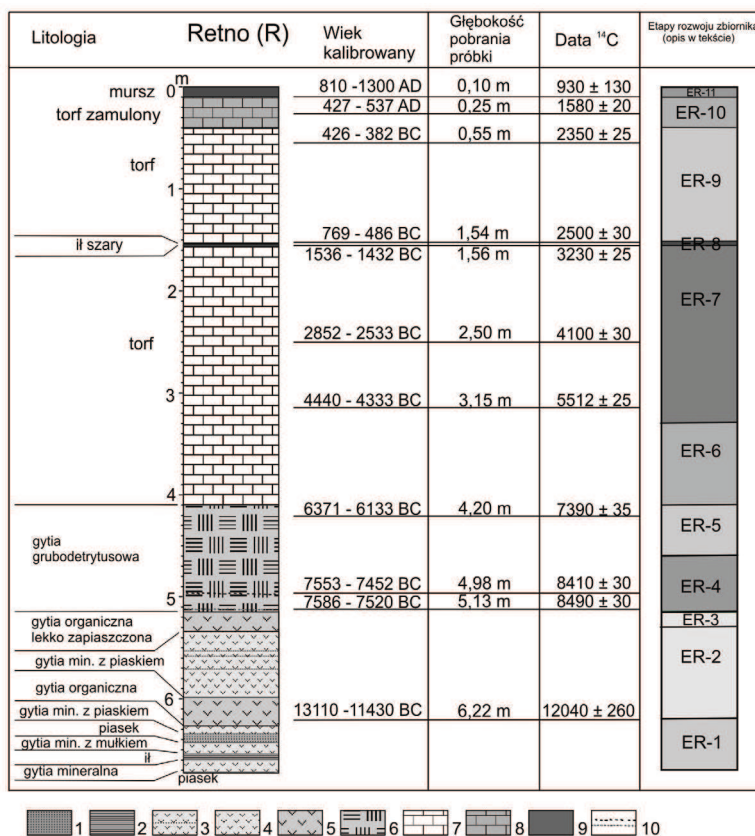 Litologia
Retno (R)
Wiek
kalibrowany
Głębokość
pobrania
próbki
Data ¹⁴C
Etapy rozwoju zbiornika
(opis w tekście)
m
mursz 0 810 -1300 AD 0,10 m 930 ± 130 ER-11
torf zamulony 427 - 537 AD 0,25 m 1580 ± 20 ER-10
426 - 382 BC 0,55 m 2350 ± 25
torf
1 ER-9
769 - 486 BC 1,54 m 2500 ± 30
ił szary ER-8
1536 - 1432 BC 1,56 m 3230 ± 25
2 ER-7
torf 2852 - 2533 BC 2,50 m 4100 ± 30
3 4440 - 4333 BC 3,15 m 5512 ± 25
ER-6
4 6371 - 6133 BC 4,20 m 7390 ± 35
ER-5
gytia
grubodetrytusowa
7553 - 7452 BC 4,98 m 8410 ± 30 ER-4
5 7586 - 7520 BC 5,13 m 8490 ± 30
gytia organiczna ER-3
lekko zapiaszczona
gytia min. z piaskiem ER-2
gytia organiczna
6
gytia min. z piaskiem 13110 -11430 BC 6,22 m 12040 ± 260
piasek
gytia min. z mułkiem ER-1
ił
gytia mineralna piasek
1 2 3 4 5 6 7 8 9 10